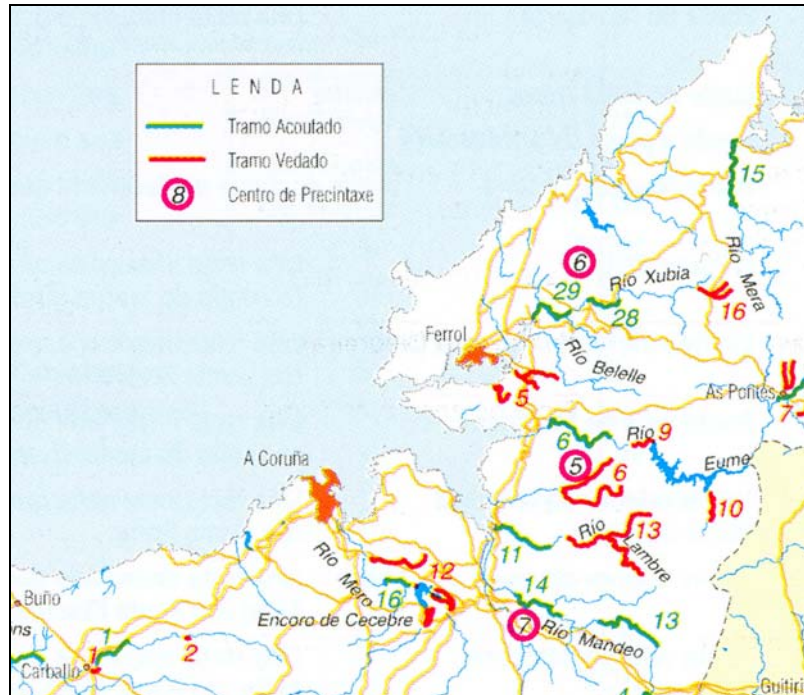 LENDA
Tramo Acoutado
Tramo Vedado
8 Centro de Precintaxe
15
6
Río Xubia
Río Mera
29
28
16
Ferrol
Río Belelle
As Pontes
5
7
6
Río
9
5
6
Eume
A Coruña
10
Río
13
Lambre
11
Río Mero
12
16
14
13
Encoro de Cecebre
7
Río Mandeo
Buño
ens
1
2
1
Carballo
Guitiri